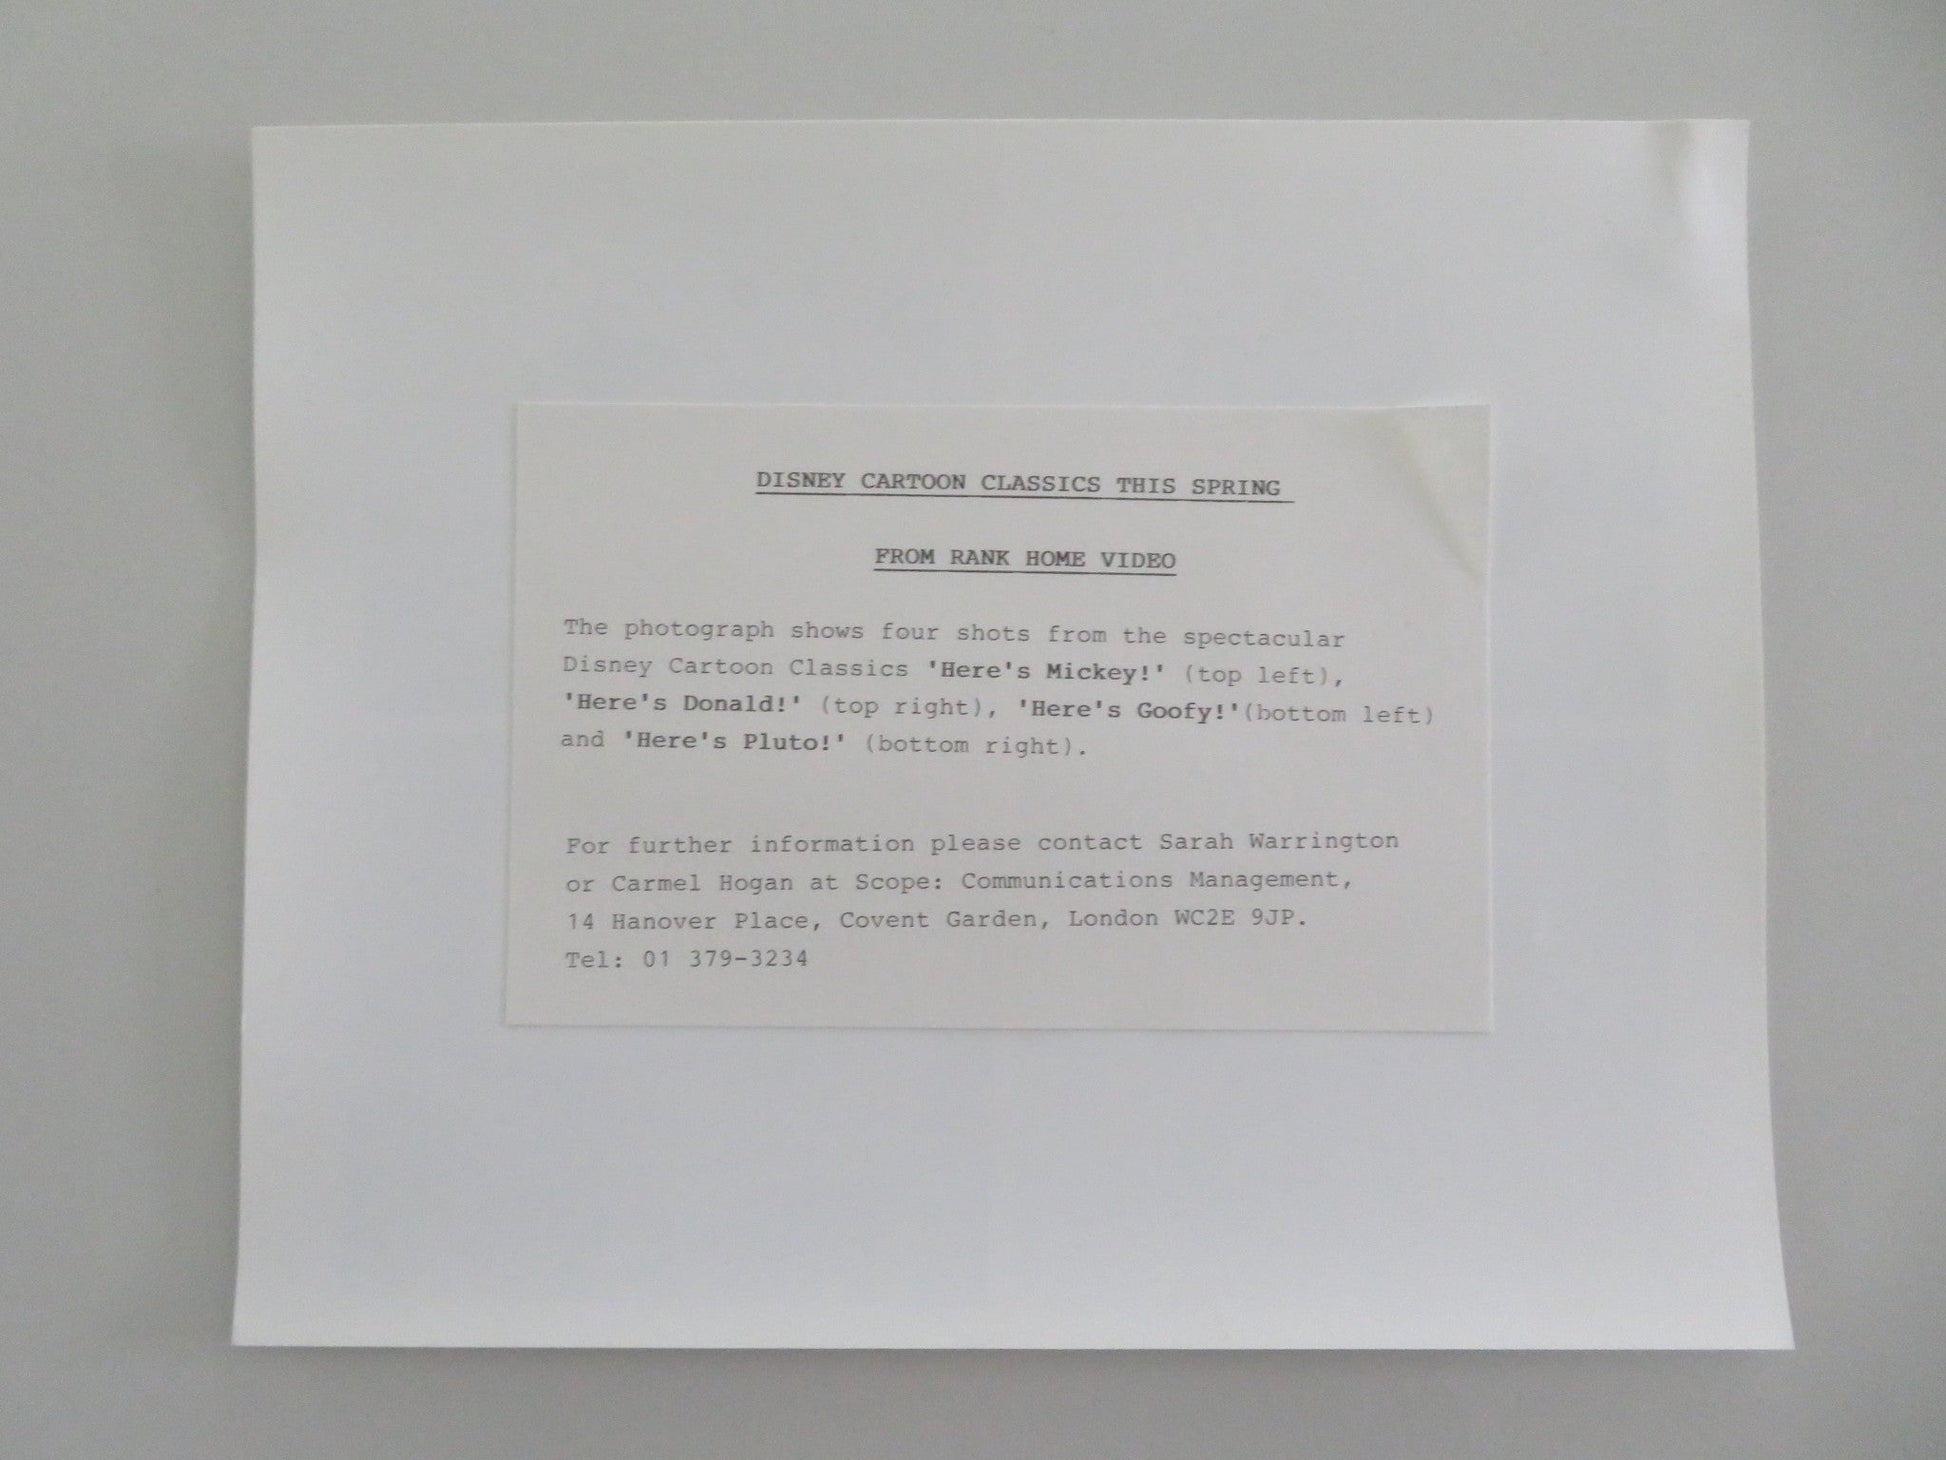 DISNEY CARTOON CLASSICS THIS SPRING
FROM RANK HOME VIDEO
The photograph shows four shots from the spectacular
Disney Cartoon Classics 'Here's Mickey!' (top left),
'Here's Donald!' (top right), 'Here's Goofy!'(bottom left)
and 'Here's Pluto!' (bottom right).
For further information please contact Sarah Warrington
or Carmel Hogan at Scope: Communications Management,
14 Hanover Place, Covent Garden, London WC2E 9JP.
Tel: 01 379-3234